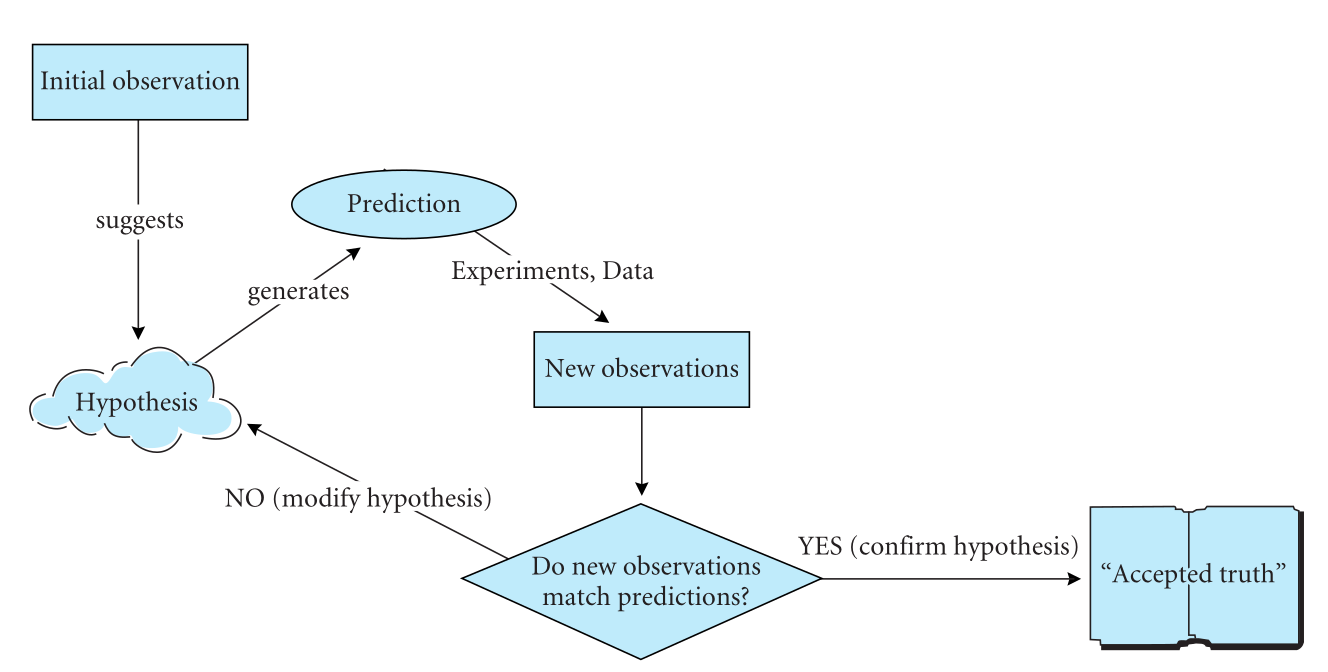 Initial observation
suggests
Prediction
Experiments, Data
generates
New observations
Hypothesis
NO (modify hypothesis)
YES (confirm hypothesis)
Do new observations
match predictions?
“Accepted truth”